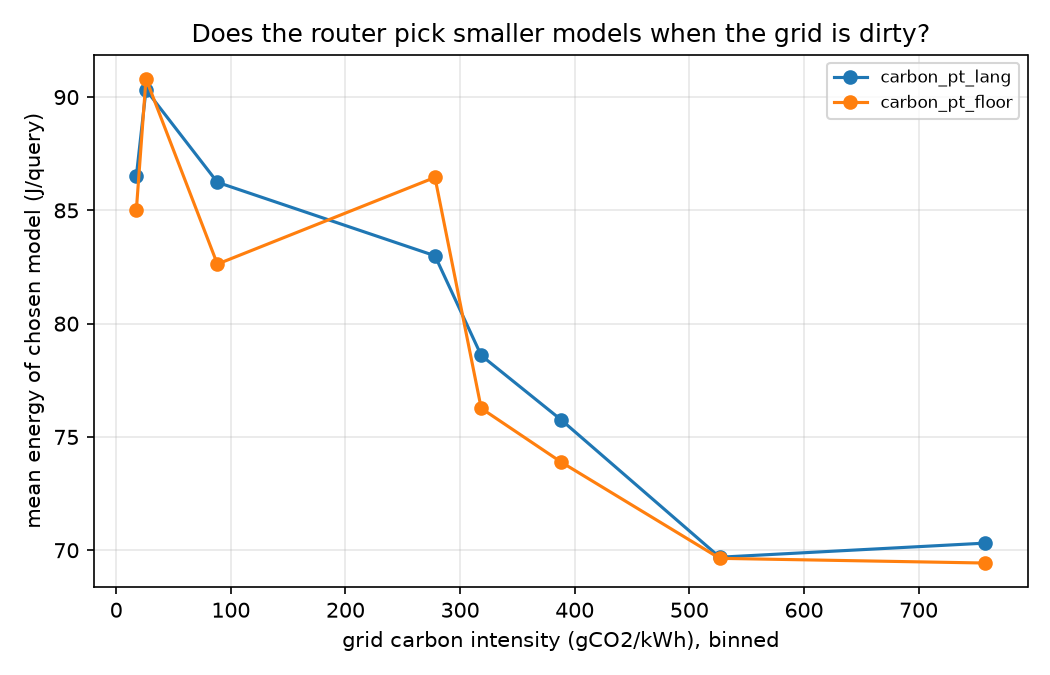 Does the router pick smaller models when the grid is dirty?
carbon_pt_lang
carbon_pt_floor
mean energy of chosen model (J/query)
90
85
80
75
70
0 100 200 300 400 500 600 700
grid carbon intensity (gCO2/kWh), binned